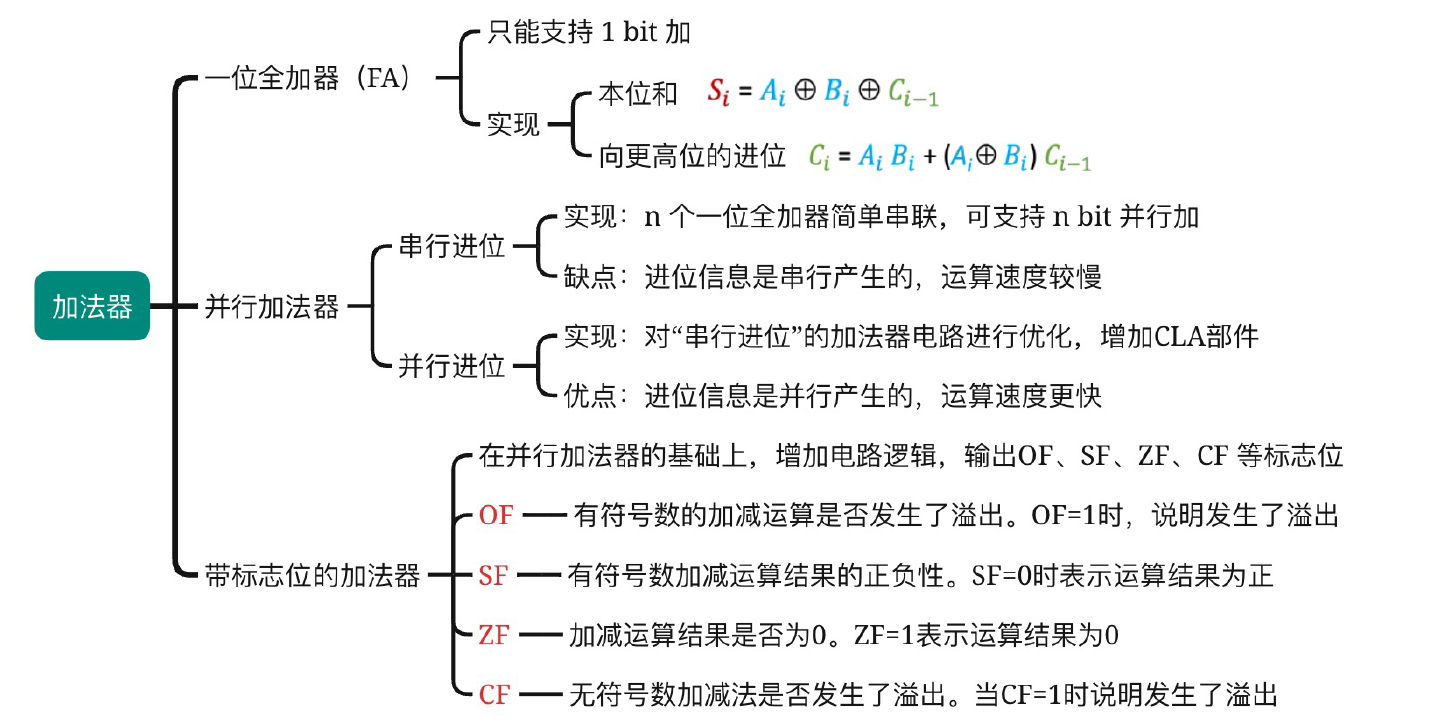 加法器
一位全加器（FA）
只能支持 1 bit 加
实现
本位和 Sᵢ = Aᵢ ⊕ Bᵢ ⊕ Cᵢ₋₁
向更高位的进位 Cᵢ = Aᵢ Bᵢ + (Aᵢ⊕ Bᵢ) Cᵢ₋₁
并行加法器
串行进位
实现：n 个一位全加器简单串联，可支持 n bit 并行加
缺点：进位信息是串行产生的，运算速度较慢
并行进位
实现：对“串行进位”的加法器电路进行优化，增加CLA部件
优点：进位信息是并行产生的，运算速度更快
带标志位的加法器
在并行加法器的基础上，增加电路逻辑，输出OF、SF、ZF、CF 等标志位
OF 有符号数的加减运算是否发生了溢出。OF=1时，说明发生了溢出
SF 有符号数加减运算结果的正负性。SF=0时表示运算结果为正
ZF 加减运算结果是否为0。ZF=1表示运算结果为0
CF 无符号数加减法是否发生了溢出。当CF=1时说明发生了溢出